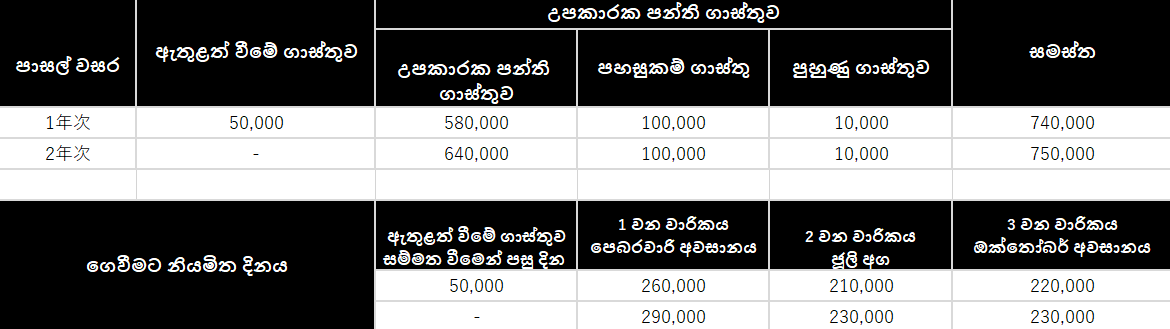 පාසල් වසර ඇතුළත් වීමේ ගාස්තුව උපකාරක පන්ති ගාස්තුව සමස්ත
උපකාරක පන්ති ගාස්තුව පහසුකම් ගාස්තු පුහුණු ගාස්තුව
1年次 50,000 580,000 100,000 10,000 740,000
2年次 - 640,000 100,000 10,000 750,000
ගෙවීමට නියමිත දිනය
ඇතුළත් වීමේ ගාස්තුව
සම්මත වීමෙන් පසු දින
1 වන වාරිකය
පෙබරවාරි අවසානය
2 වන වාරිකය
ජූලි අග
3 වන වාරිකය
ඔක්තෝබර් අවසානය
50,000 260,000 210,000 220,000
- 290,000 230,000 230,000